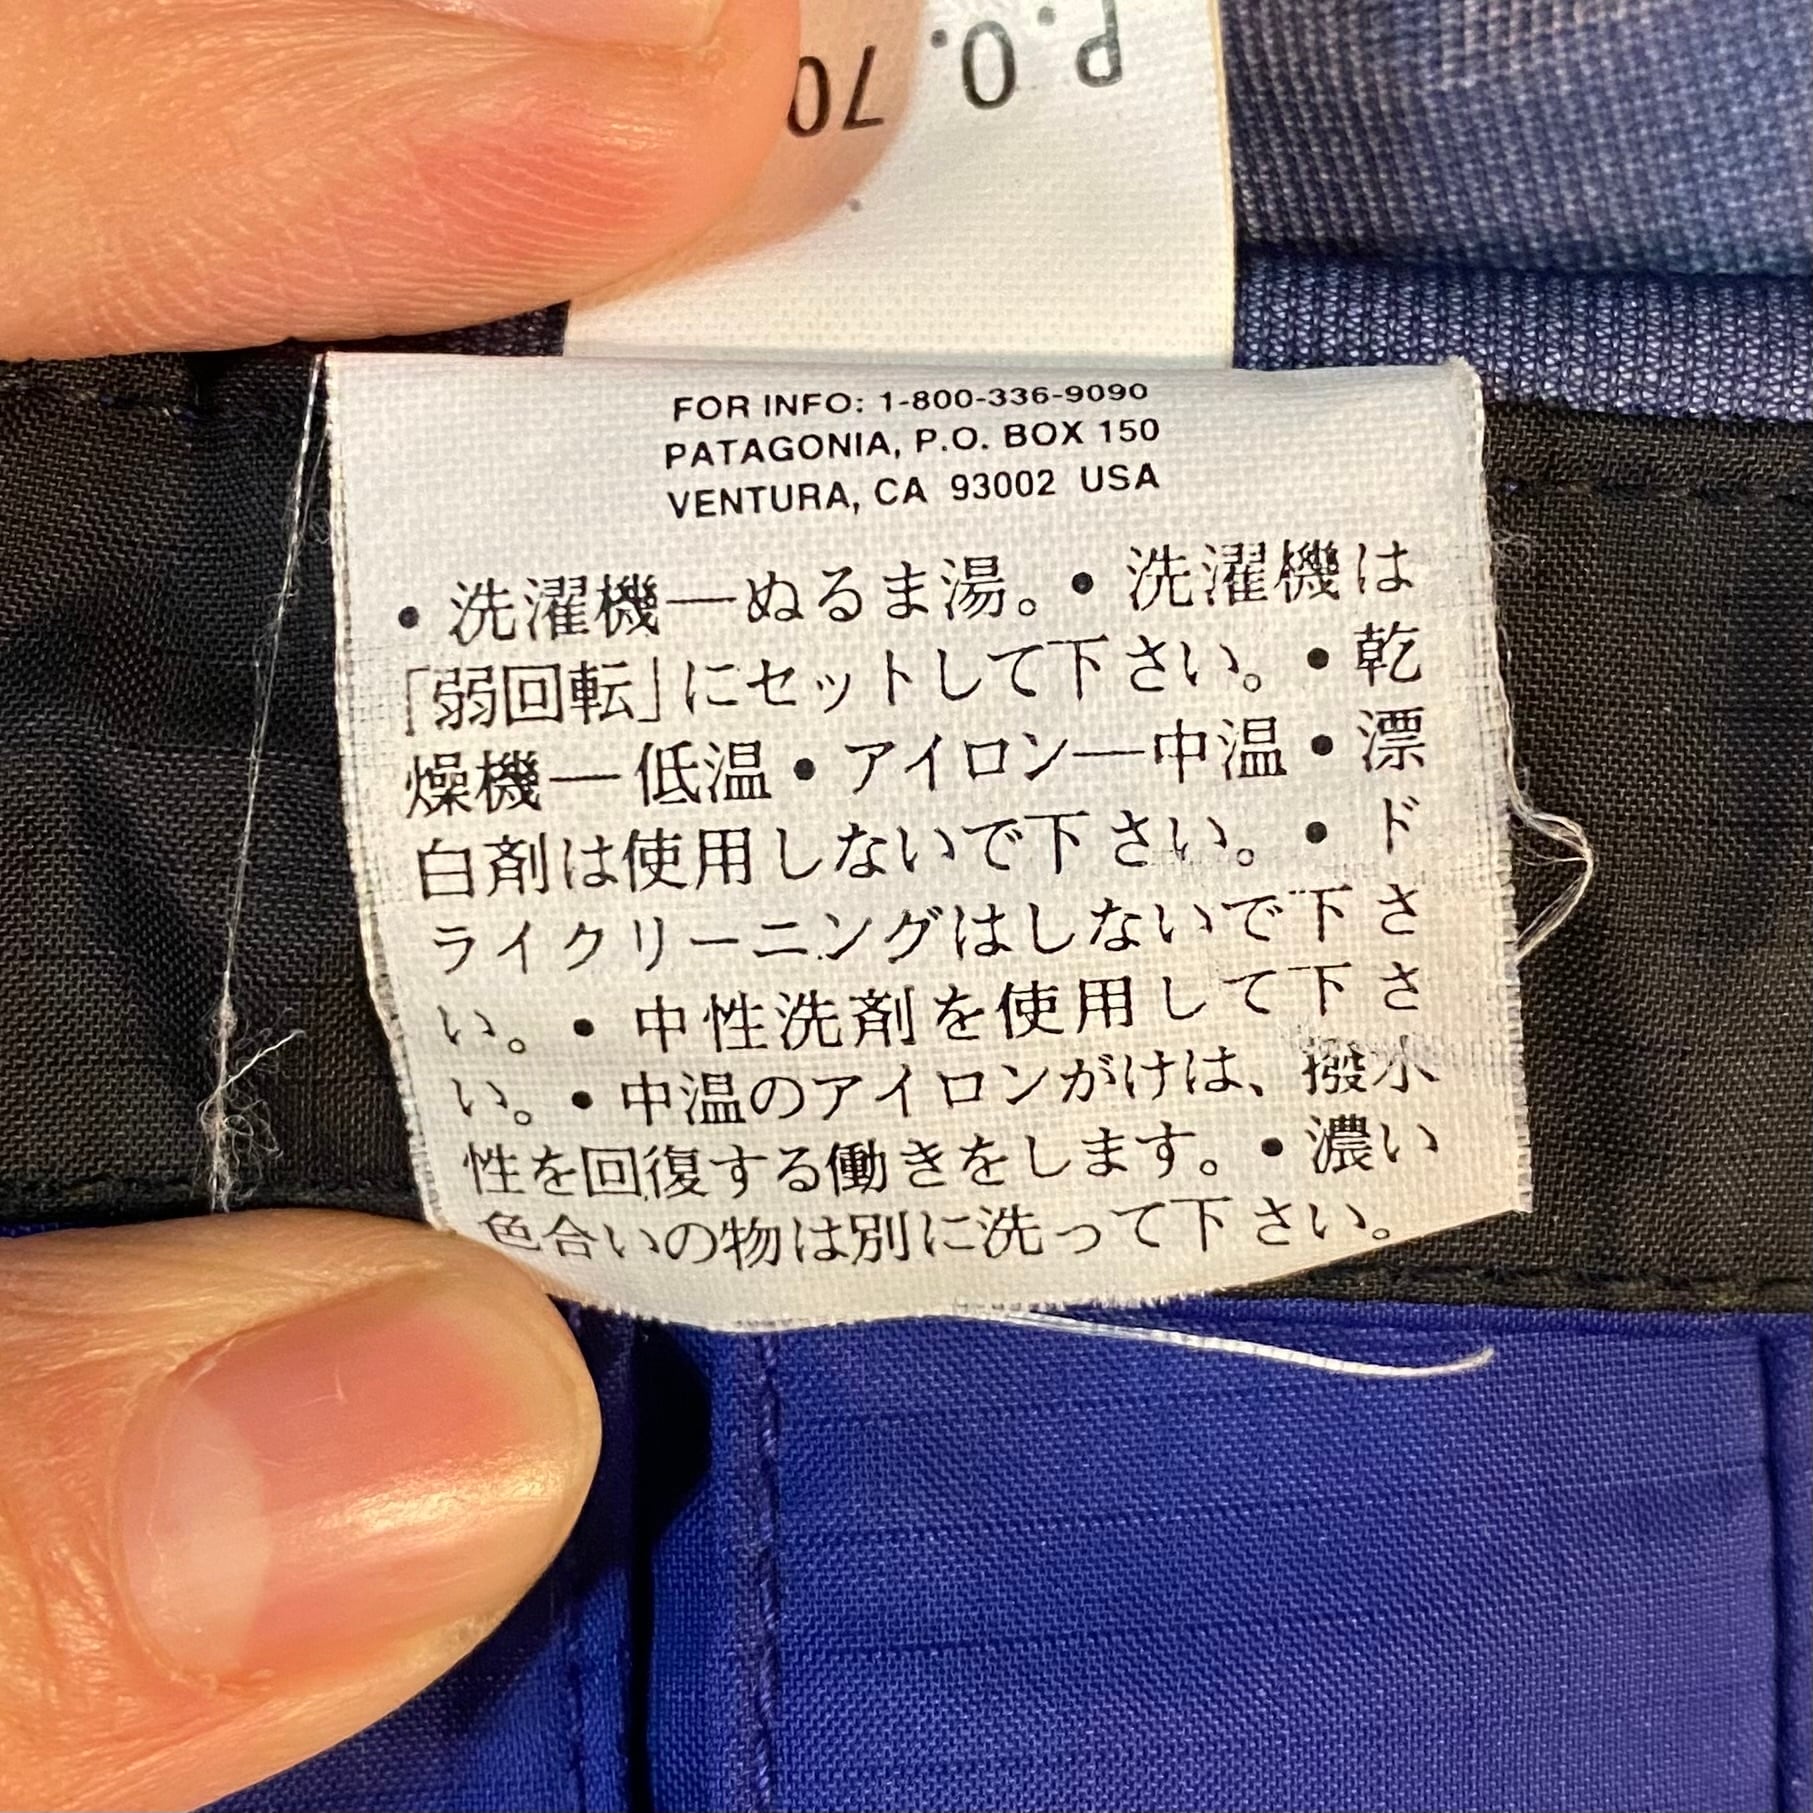 P.O. 70
FOR INFO: 1-800-336-9090
PATAGONIA, P.O. BOX 150
VENTURA, CA 93002 USA
• 洗濯機—ぬるま湯。• 洗濯機は
「弱回転」にセットして下さい。• 乾
燥機—低温 • アイロン—中温 • 漂
白剤は使用しないで下さい。• ド
ライクリーニングはしないで下さ
い。• 中性洗剤を使用して下さ
い。• 中温のアイロンがけは、撥水
性を回復する働きをします。• 濃い
色合いの物は別に洗って下さい。